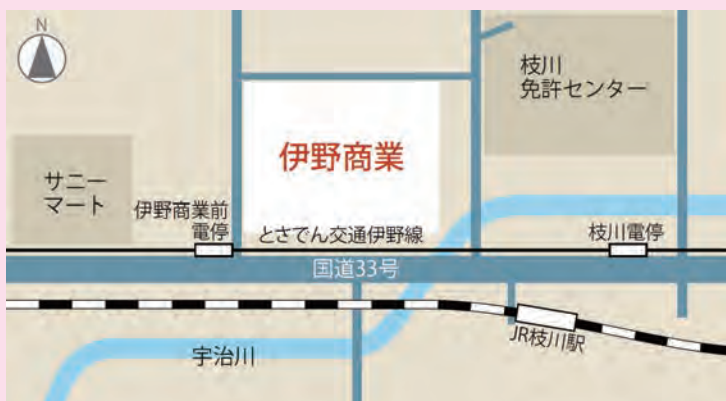 N
枝川
免許センター
伊野商業
サニー
マート
伊野商業前
電停
とさでん交通伊野線
枝川電停
国道33号
JR枝川駅
宇治川